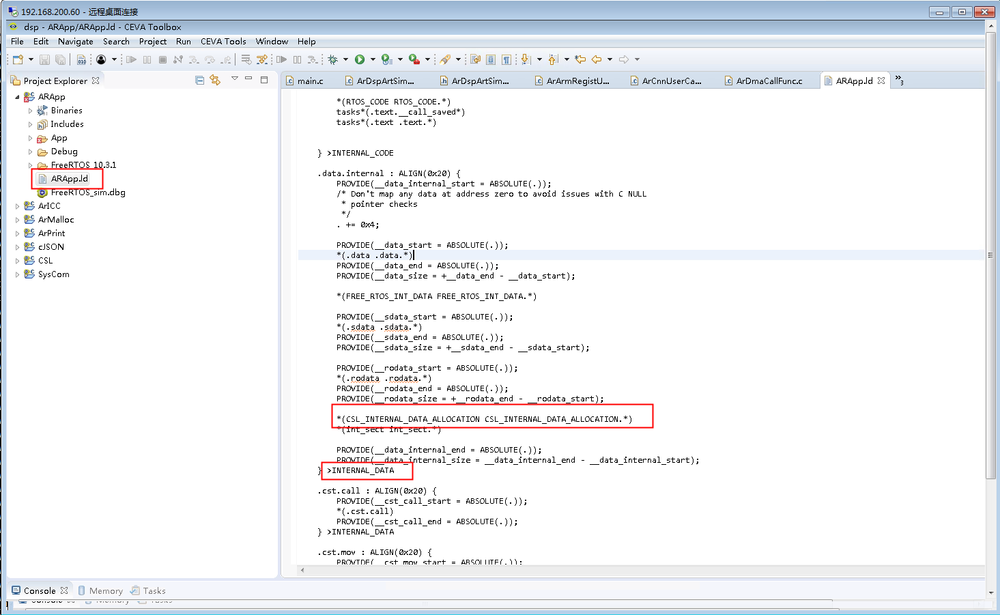 192.168.200.60 - 远程桌面连接
dsp - ARApp/ARApp.ld - CEVA Toolbox
File Edit Navigate Search Project Run CEVA Tools Window Help
Project Explorer
ARApp
Binaries
Includes
App
Debug
FreeRTOS_10.3.1
ARApp.ld
FreeRTOS_sim.dbg
ArICC
ArMalloc
ArPrint
cJSON
CSL
SysCom
main.c ArDspArtSim... ArDspArtSim... ArArmRegistU... ArCnnUserCa... ArDmaCallFunc.c ARApp.ld »3
*(RTOS_CODE RTOS_CODE.*)
tasks*(.text.__call_saved*)
tasks*(.text .text.*)
} >INTERNAL_CODE
.data.internal : ALIGN(0x20) {
PROVIDE(__data_internal_start = ABSOLUTE(.));
/* Don't map any data at address zero to avoid issues with C NULL
* pointer checks
*/
. += 0x4;
PROVIDE(__data_start = ABSOLUTE(.));
*(.data .data.*)
PROVIDE(__data_end = ABSOLUTE(.));
PROVIDE(__data_size = +__data_end - __data_start);
*(FREE_RTOS_INT_DATA FREE_RTOS_INT_DATA.*)
PROVIDE(__sdata_start = ABSOLUTE(.));
*(.sdata .sdata.*)
PROVIDE(__sdata_end = ABSOLUTE(.));
PROVIDE(__sdata_size = +__sdata_end - __sdata_start);
PROVIDE(__rodata_start = ABSOLUTE(.));
*(.rodata .rodata.*)
PROVIDE(__rodata_end = ABSOLUTE(.));
PROVIDE(__rodata_size = +__rodata_end - __rodata_start);
*(CSL_INTERNAL_DATA_ALLOCATION CSL_INTERNAL_DATA_ALLOCATION.*)
*(int_sect int_sect.*)
PROVIDE(__data_internal_end = ABSOLUTE(.));
PROVIDE(__data_internal_size = __data_internal_end - __data_internal_start);
} >INTERNAL_DATA
.cst.call : ALIGN(0x20) {
PROVIDE(__cst_call_start = ABSOLUTE(.));
*(.cst.call)
PROVIDE(__cst_call_end = ABSOLUTE(.));
} >INTERNAL_DATA
.cst.mov : ALIGN(0x20) {
PROVIDE(__cst_mov_start = ABSOLUTE(.));
Console Memory Tasks
Console Memory Tasks